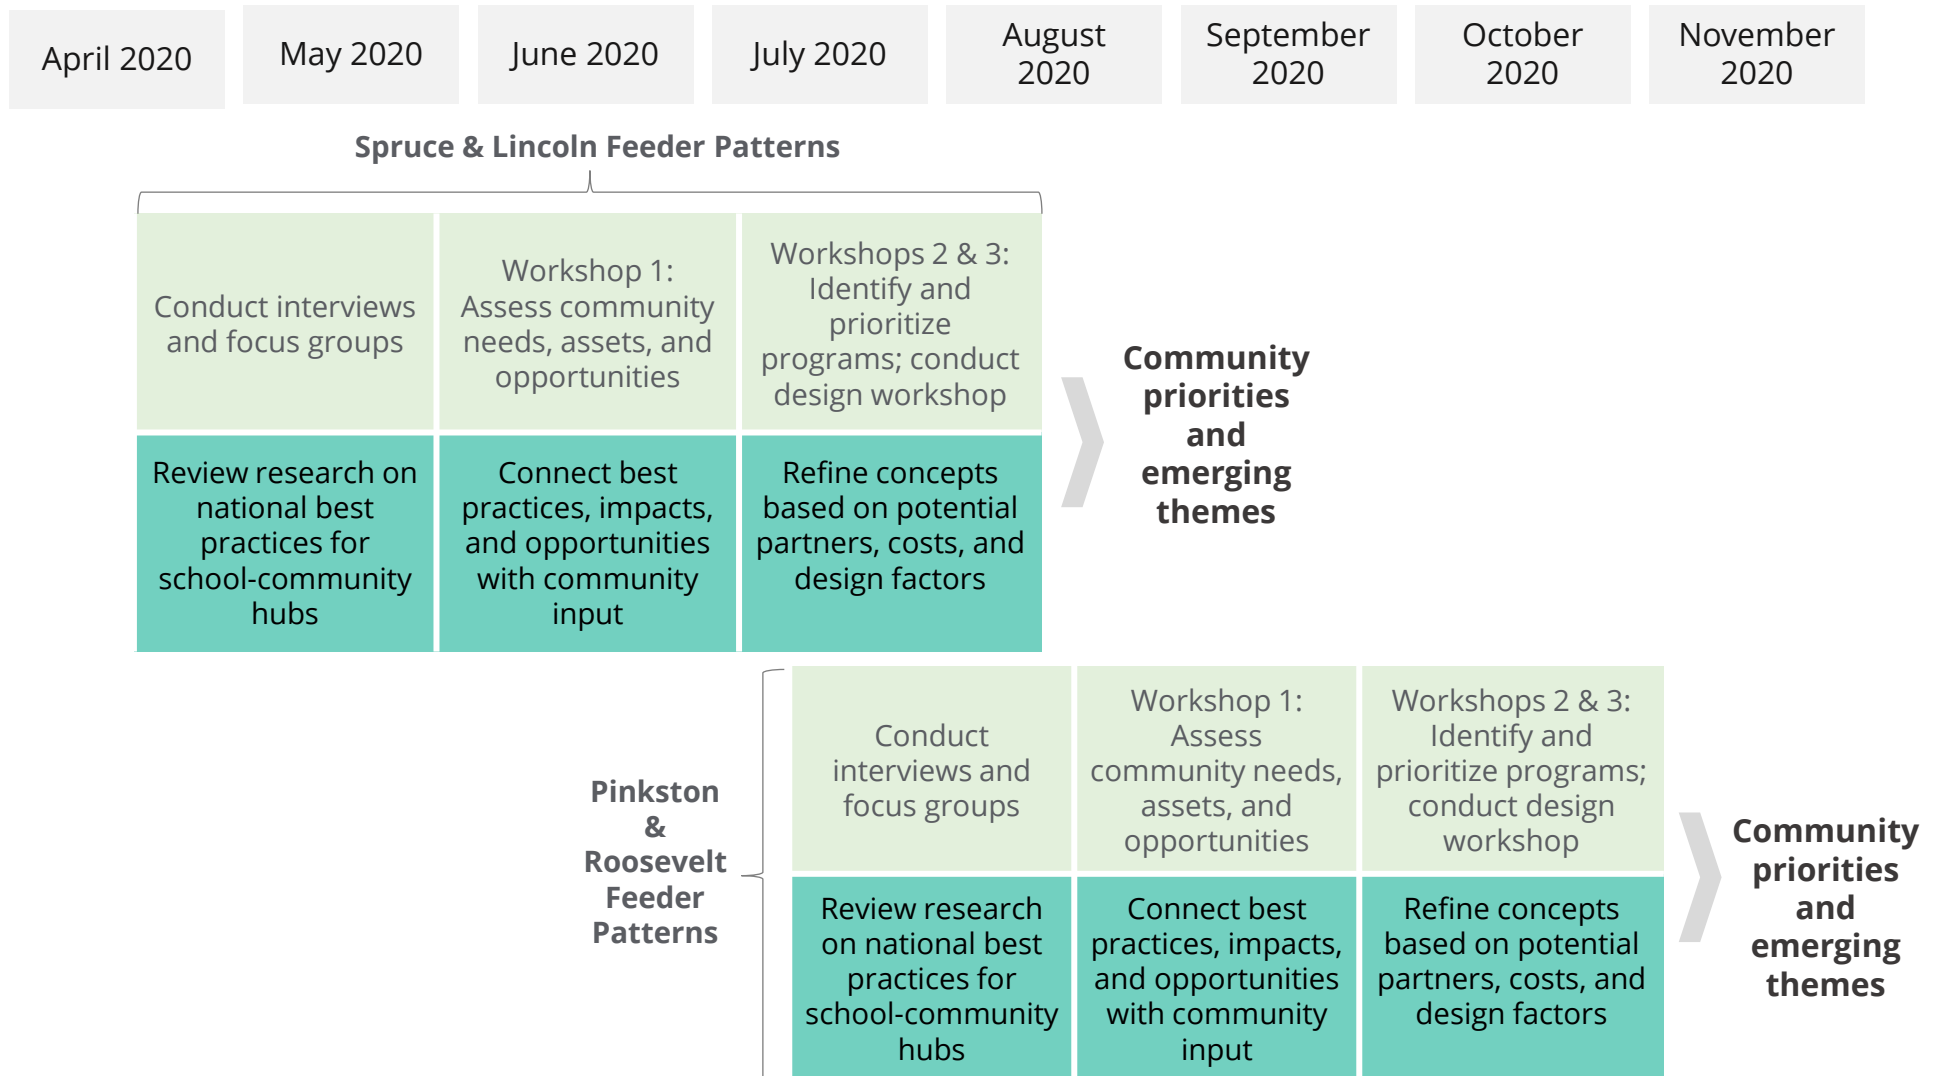 April 2020
May 2020
June 2020
July 2020
August
2020
September
2020
October
2020
November
2020
Spruce & Lincoln Feeder Patterns
Conduct interviews
and focus groups
Workshop 1:
Assess community
needs, assets, and
opportunities
Workshops 2 & 3:
Identify and
prioritize
programs; conduct
design workshop
Review research on
national best
practices for
school-community
hubs
Connect best
practices, impacts,
and opportunities
with community
input
Refine concepts
based on potential
partners, costs, and
design factors
Community
priorities
and
emerging
themes
Pinkston
&
Roosevelt
Feeder
Patterns
Conduct
interviews and
focus groups
Workshop 1:
Assess
community needs,
assets, and
opportunities
Workshops 2 & 3:
Identify and
prioritize programs;
conduct design
workshop
Review research
on national best
practices for
school-community
hubs
Connect best
practices, impacts,
and opportunities
with community
input
Refine concepts
based on potential
partners, costs, and
design factors
Community
priorities
and
emerging
themes